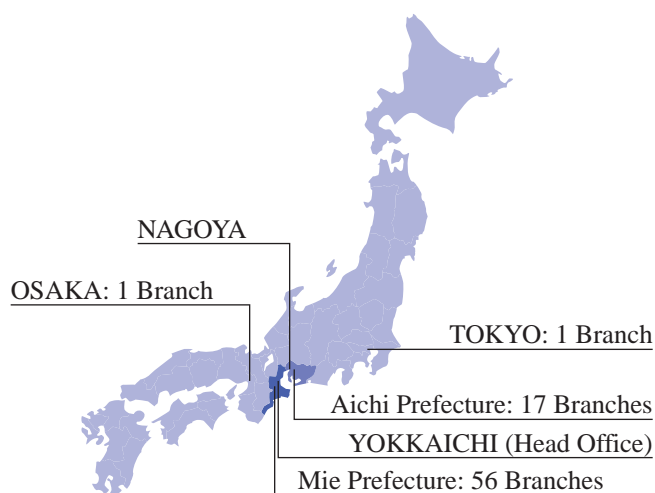 NAGOYA
OSAKA: 1 Branch
TOKYO: 1 Branch
Aichi Prefecture: 17 Branches
YOKKAICHI (Head Office)
Mie Prefecture: 56 Branches